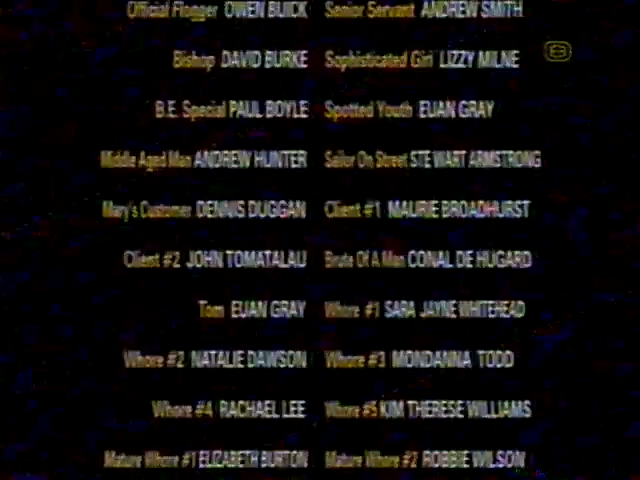 Official Flogger OWEN BUICK Senior Servant ANDREW SMITH
Bishop DAVID BURKE Sophisticated Girl LIZZY MILNE
B.E. Special PAUL BOYLE Spotted Youth EUAN GRAY
Middle Aged Man ANDREW HUNTER Sailor On Street STEWART ARMSTRONG
Mary's Customer DENNIS DUGGAN Client #1 MAURIE BROADHURST
Client #2 JOHN TOMATALAU Brute Of A Man CONAL DE HUGARD
Tom EUAN GRAY Whore #1 SARA JAYNE WHITEHEAD
Whore #2 NATALIE DAWSON Whore #3 MONDANNA TODD
Whore #4 RACHAEL LEE Whore #5 KIM THERESE WILLIAMS
Mature Whore #1 ELIZABETH BURTON Mature Whore #2 ROBBIE WILSON